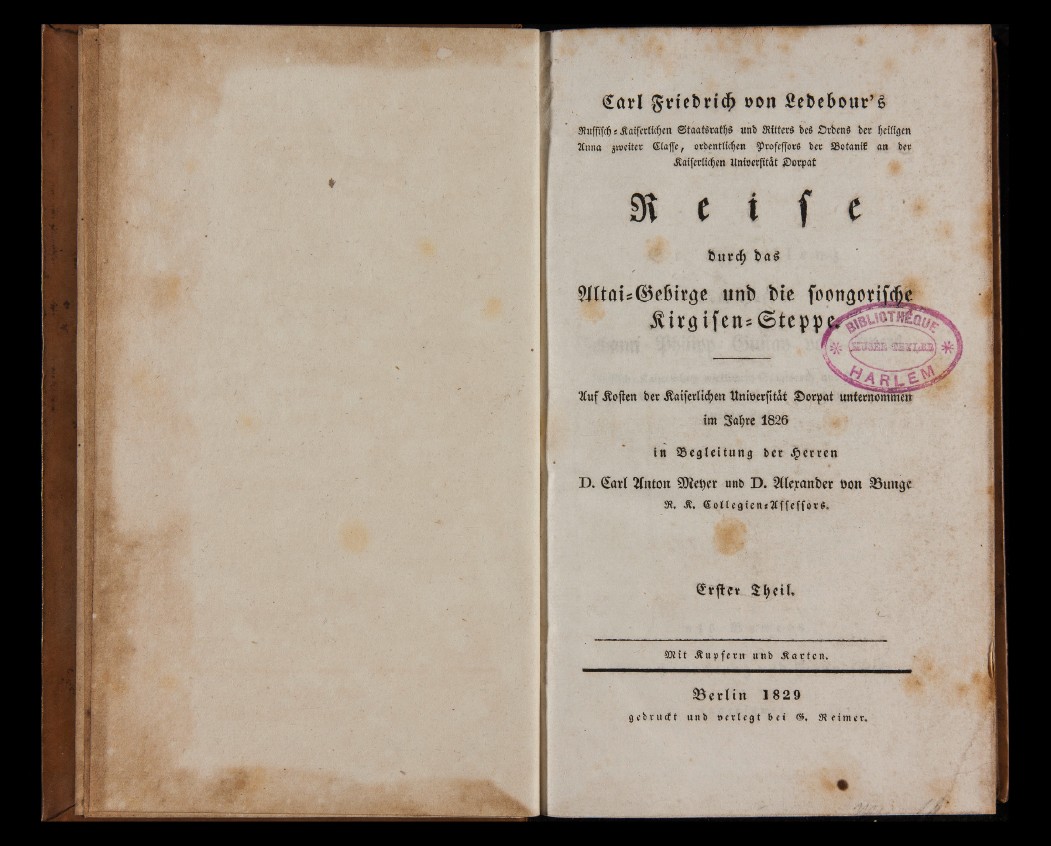 Carl Friedrich von Ledebour's
Russisch-Kaiserlichen Staatsraths und Ritters des Ordens der heiligen
Anna zweiter Classe, ordentlichen Professors der Botanik an der
Kaiserlichen Universität Dorpat
Reise
durch das
Altai-Gebirge und die soongorische
Kirgisen-Steppe.
BIBLIOTHÈQUE
MUSÉE TEYLER
HARLEM
Auf Kosten der Kaiserlichen Universität Dorpat unternommen
im Jahre 1826
in Begleitung der Herren
D. Carl Anton Meyer und D. Alexander von Bunge
R. K. Collegien-Assessors.
Erster Theil.
Mit Kupfern und Karten.
Berlin 1829
gedruckt und verlegt bei G. Reimer.